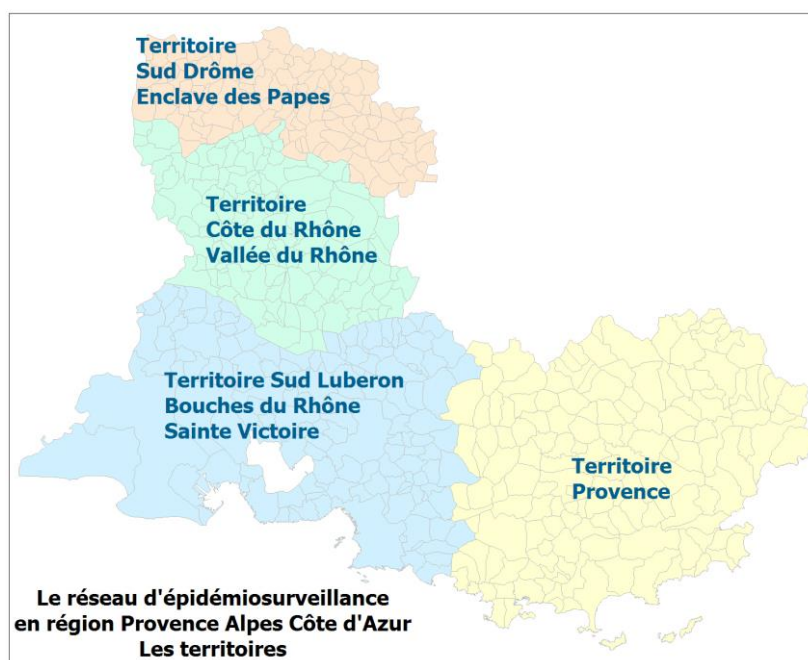 Territoire
Sud Drôme
Enclave des Papes
Territoire
Côte du Rhône
Vallée du Rhône
Territoire Sud Luberon
Bouches du Rhône
Sainte Victoire
Territoire
Provence
Le réseau d'épidémiosurveillance
en région Provence Alpes Côte d'Azur
Les territoires